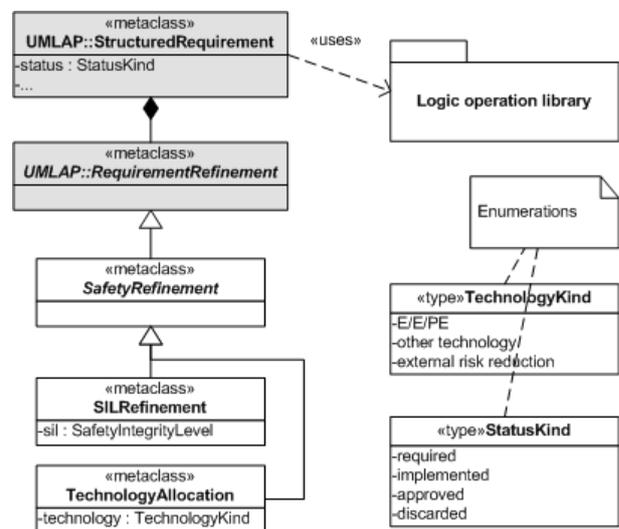 «metaclass»
UMLAP::StructuredRequirement
-status : StatusKind
-...
«uses»
Logic operation library
«metaclass»
UMLAP::RequirementRefinement
«metaclass»
SafetyRefinement
«metaclass»
SILRefinement
-sil : SafetyIntegrityLevel
«metaclass»
TechnologyAllocation
-technology : TechnologyKind
Enumerations
«type»TechnologyKind
-E/E/PE
-other technology
-external risk reduction
«type»StatusKind
-required
-implemented
-approved
-discarded